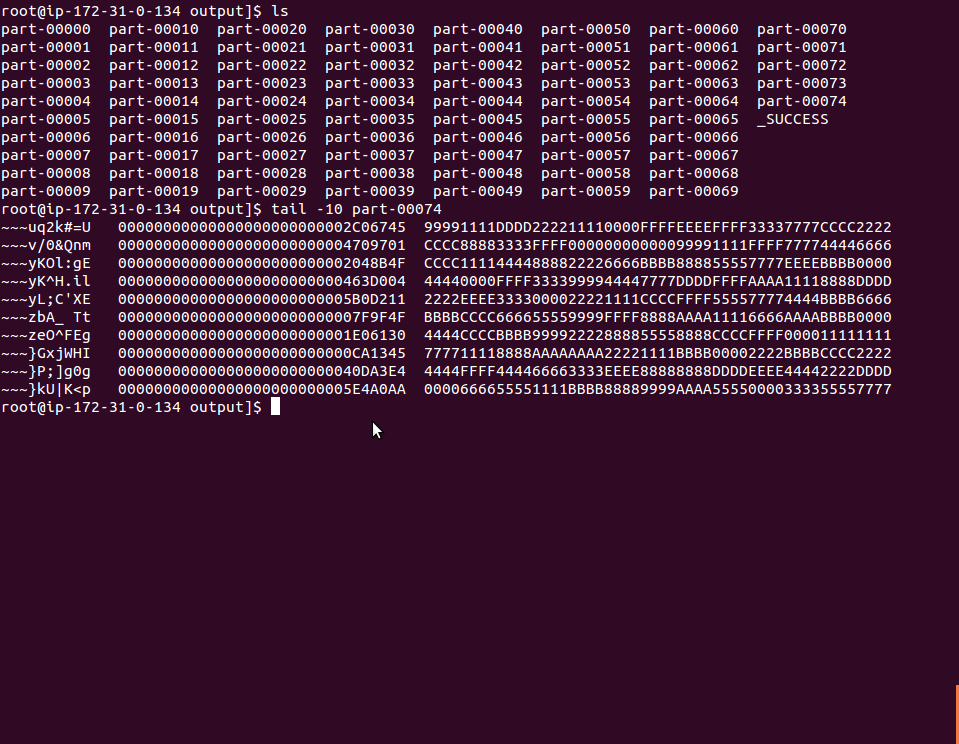 root@ip-172-31-0-134 output]$ ls
part-00000  part-00010  part-00020  part-00030  part-00040  part-00050  part-00060  part-00070
part-00001  part-00011  part-00021  part-00031  part-00041  part-00051  part-00061  part-00071
part-00002  part-00012  part-00022  part-00032  part-00042  part-00052  part-00062  part-00072
part-00003  part-00013  part-00023  part-00033  part-00043  part-00053  part-00063  part-00073
part-00004  part-00014  part-00024  part-00034  part-00044  part-00054  part-00064  part-00074
part-00005  part-00015  part-00025  part-00035  part-00045  part-00055  part-00065  _SUCCESS
part-00006  part-00016  part-00026  part-00036  part-00046  part-00056  part-00066
part-00007  part-00017  part-00027  part-00037  part-00047  part-00057  part-00067
part-00008  part-00018  part-00028  part-00038  part-00048  part-00058  part-00068
part-00009  part-00019  part-00029  part-00039  part-00049  part-00059  part-00069
root@ip-172-31-0-134 output]$ tail -10 part-00074
~~~uq2k#=U   00000000000000000000000002C06745  99991111DDDD222211110000FFFFEEEEFFFF33337777CCCC2222
~~~v/0&Qnm   00000000000000000000000004709701  CCCC88883333FFFF00000000000099991111FFFF777744446666
~~~yKOl:gE   00000000000000000000000002048B4F  CCCC11114444888822226666BBBB888855557777EEEEBBBB0000
~~~yK^H.il   0000000000000000000000000463D004  44440000FFFF3333999944447777DDDDFFFFAAAA11118888DDDD
~~~yL;C'XE   00000000000000000000000005B0D211  2222EEEE3333000022221111CCCCFFFF555577774444BBBB6666
~~~zbA_ Tt   00000000000000000000000007F9F4F  BBBBCCCC666655559999FFFF8888AAAA11116666AAAABBBB0000
~~~zeO^FEg   00000000000000000000000001E06130  4444CCCCBBBB99992222888855558888CCCCFFFF000011111111
~~~}GxjWHI   00000000000000000000000000CA1345  777711118888AAAAAAAA22221111BBBB00002222BBBBCCCC2222
~~~}P;]g0g   000000000000000000000000040DA3E4  4444FFFF444466663333EEEE88888888DDDDEEEE44442222DDDD
~~~}kU|K<p   00000000000000000000000005E4A0AA  0000666655551111BBBB88889999AAAA55550000333355557777
root@ip-172-31-0-134 output]$